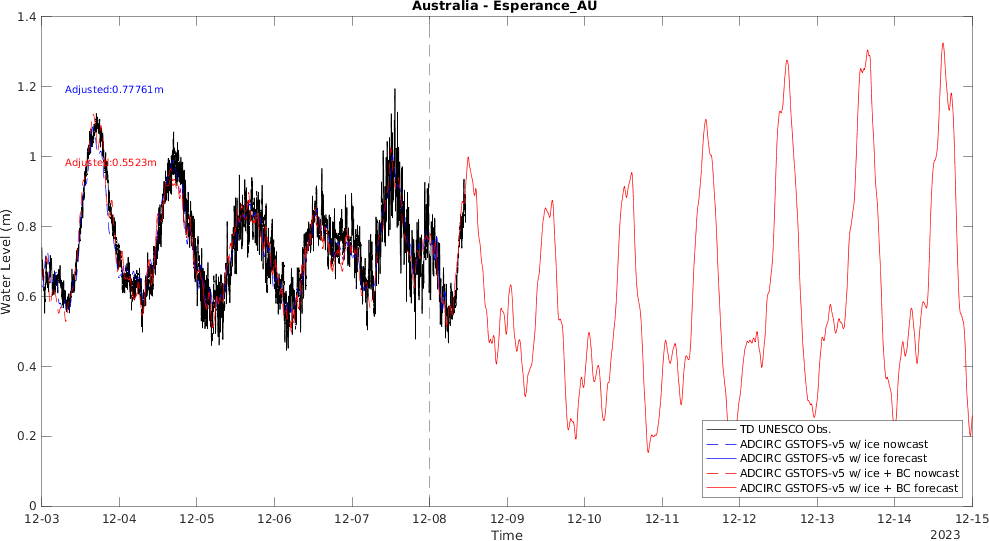 Australia - Esperance_AU
1.4
1.2
1
0.8
0.6
0.4
0.2
0
Water Level (m)
Adjusted:0.77761m
Adjusted:0.5523m
TD UNESCO Obs.
ADCIRC GSTOFS-v5 w/ ice nowcast
ADCIRC GSTOFS-v5 w/ ice forecast
ADCIRC GSTOFS-v5 w/ ice + BC nowcast
ADCIRC GSTOFS-v5 w/ ice + BC forecast
12-03 12-04 12-05 12-06 12-07 12-08 12-09 12-10 12-11 12-12 12-13 12-14 12-15
Time
2023